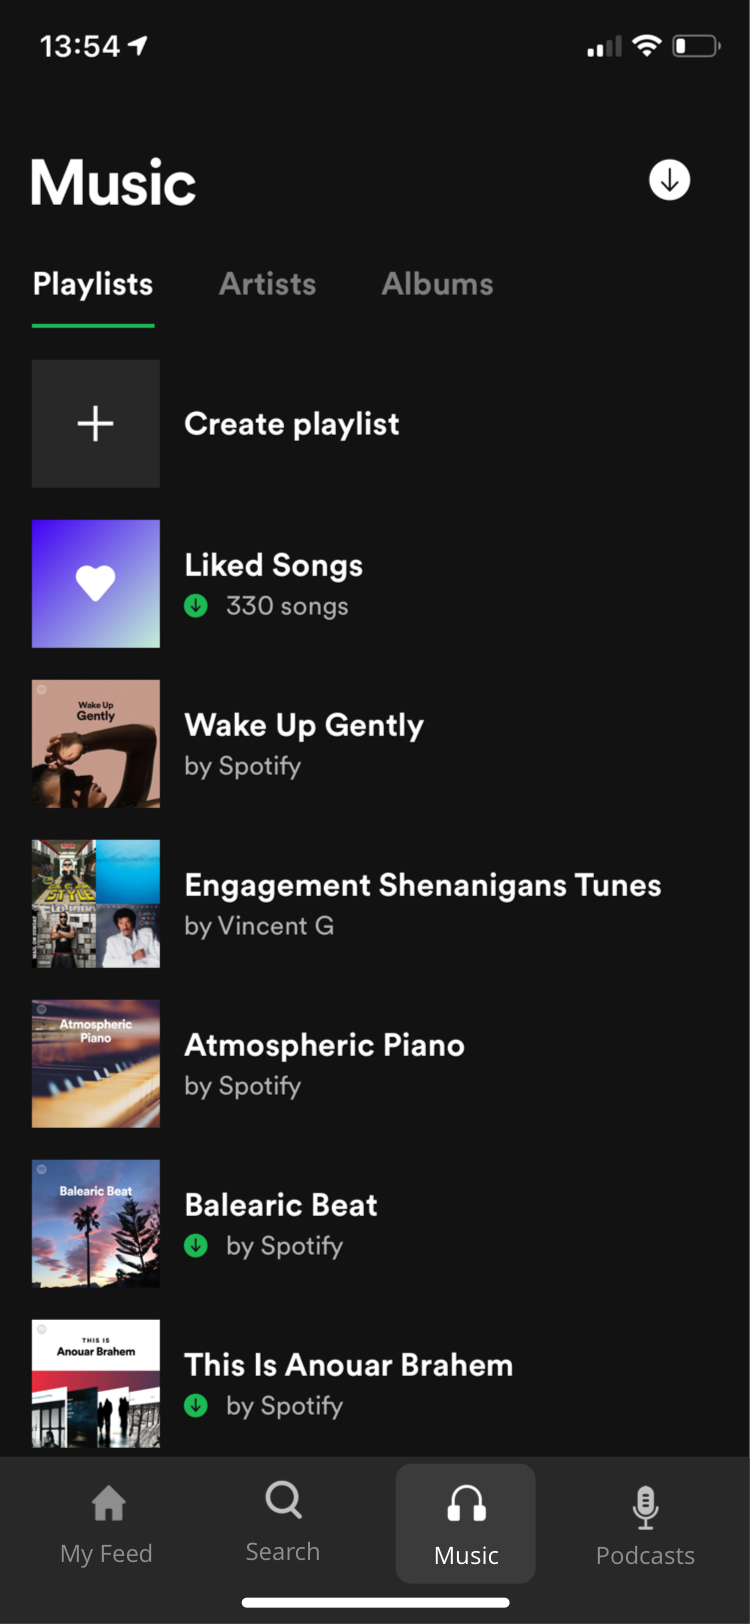 13:54
Music
Playlists Artists Albums
Create playlist
Liked Songs
330 songs
Wake Up
Gently
Wake Up Gently
by Spotify
STYLE
Engagement Shenanigans Tunes
by Vincent G
Atmospheric
Piano
Atmospheric Piano
by Spotify
Balearic Beat
Balearic Beat
by Spotify
THIS IS
Anouar Brahem
This Is Anouar Brahem
by Spotify
My Feed Search Music Podcasts